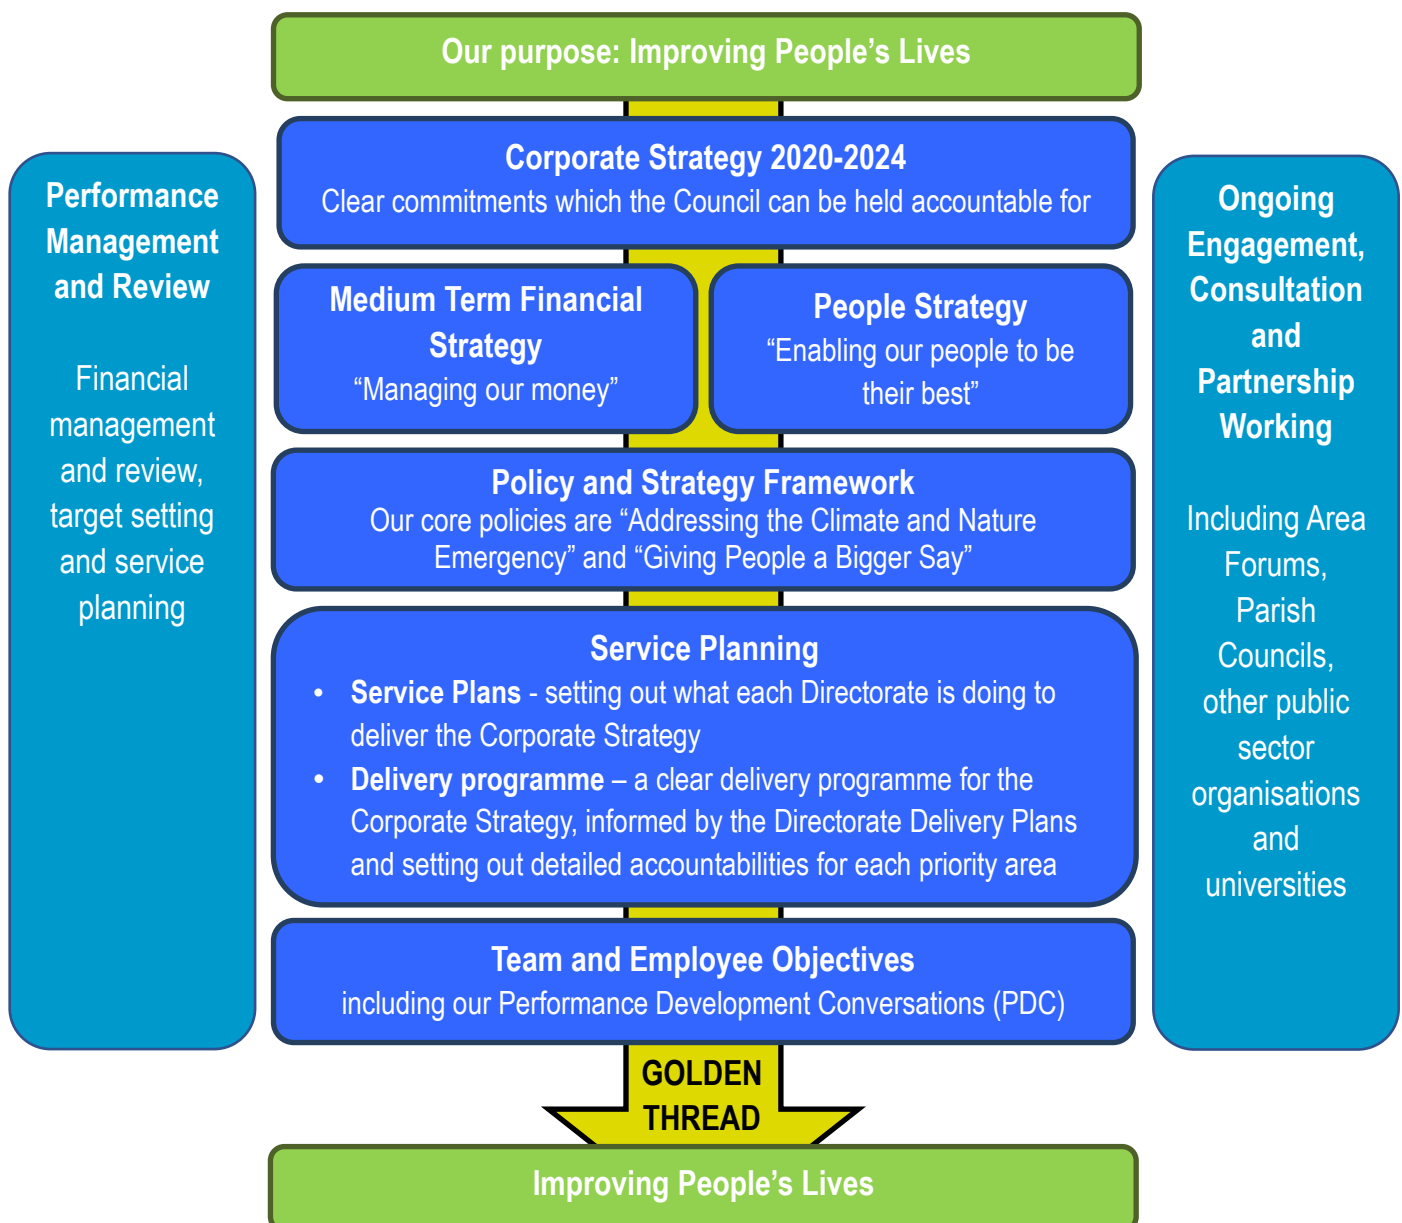 Our purpose: Improving People’s Lives
Corporate Strategy 2020-2024
Clear commitments which the Council can be held accountable for
Performance
Management
and Review
Financial
management
and review,
target setting
and service
planning
Medium Term Financial
Strategy
“Managing our money”
People Strategy
“Enabling our people to be
their best”
Policy and Strategy Framework
Our core policies are “Addressing the Climate and Nature
Emergency” and “Giving People a Bigger Say”
Service Planning
• Service Plans - setting out what each Directorate is doing to
deliver the Corporate Strategy
• Delivery programme – a clear delivery programme for the
Corporate Strategy, informed by the Directorate Delivery Plans
and setting out detailed accountabilities for each priority area
Team and Employee Objectives
including our Performance Development Conversations (PDC)
Ongoing
Engagement,
Consultation
and
Partnership
Working
Including Area
Forums,
Parish
Councils,
other public
sector
organisations
and
universities
GOLDEN
THREAD
Improving People’s Lives